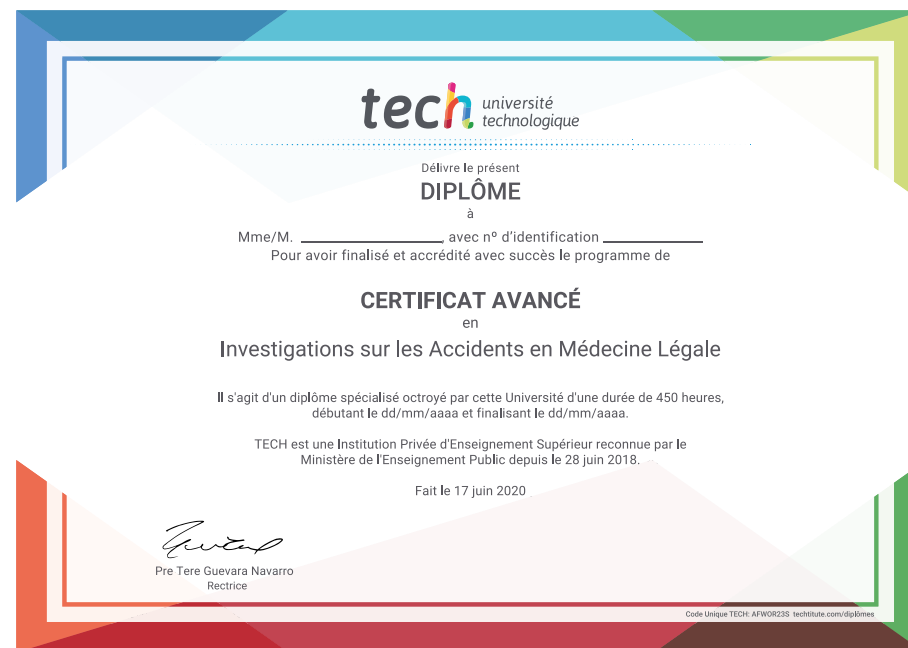 tech université
technologique
Délivre le présent
DIPLÔME
à
Mme/M. ____________________, avec nº d'identification ______________
Pour avoir finalisé et accrédité avec succès le programme de
CERTIFICAT AVANCÉ
en
Investigations sur les Accidents en Médecine Légale
Il s'agit d'un diplôme spécialisé octroyé par cette Université d'une durée de 450 heures,
débutant le dd/mm/aaaa et finalisant le dd/mm/aaaa.
TECH est une Institution Privée d'Enseignement Supérieur reconnue par le
Ministère de l'Enseignement Public depuis le 28 juin 2018.
Fait le 17 juin 2020
Pre Tere Guevara Navarro
Rectrice
Code Unique TECH: AFWOR23S techtitute.com/diplômes